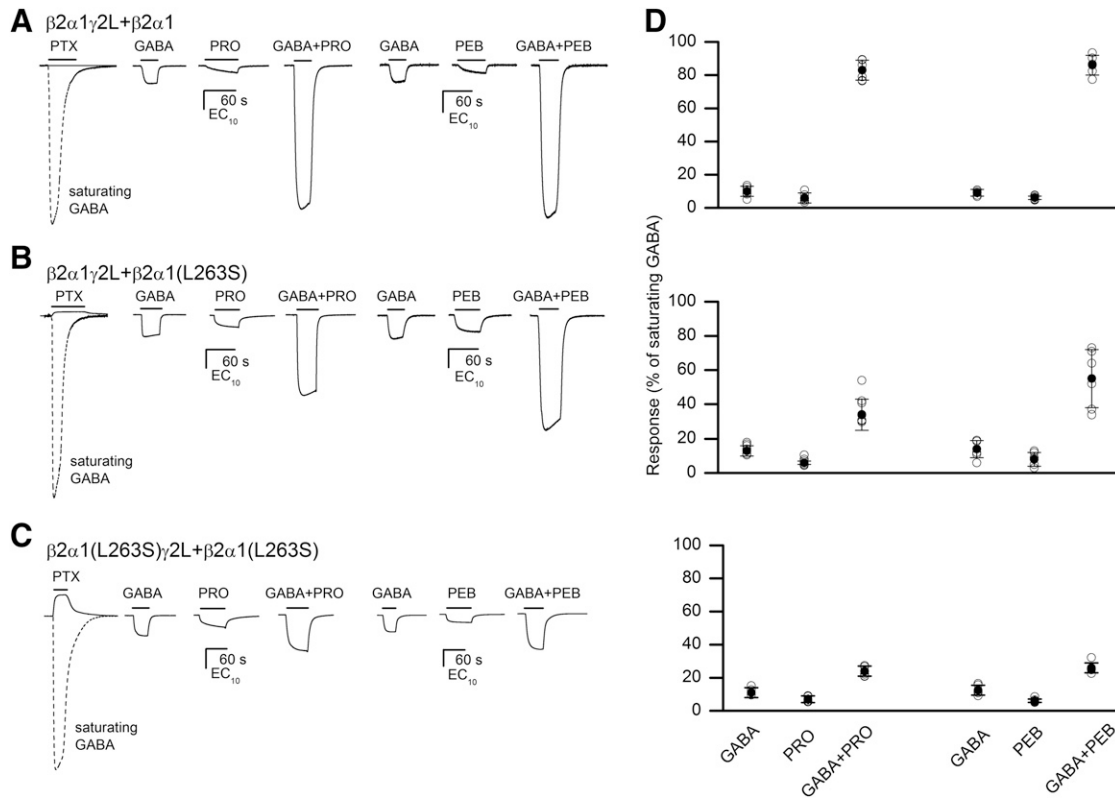 A
β2α1γ2L+β2α1
PTX GABA PRO GABA+PRO GABA PEB GABA+PEB
60 s
EC10
60 s
EC10
saturating
GABA
B
β2α1γ2L+β2α1(L263S)
PTX GABA PRO GABA+PRO GABA PEB GABA+PEB
60 s
EC10
60 s
EC10
saturating
GABA
C
β2α1(L263S)γ2L+β2α1(L263S)
PTX GABA PRO GABA+PRO GABA PEB GABA+PEB
60 s
EC10
60 s
EC10
saturating
GABA
D
Response (% of saturating GABA)
100
80
60
40
20
0
100
80
60
40
20
0
100
80
60
40
20
0
GABA PRO GABA+PRO GABA PEB GABA+PEB